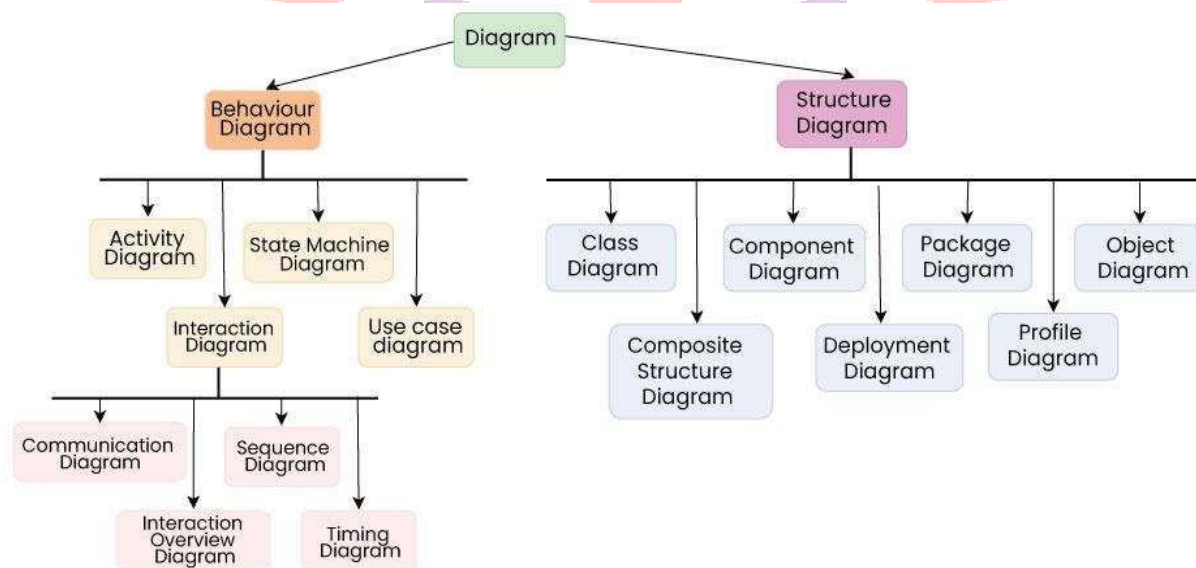 Diagram
Behaviour
Diagram
Structure
Diagram
Activity
Diagram
State Machine
Diagram
Class
Diagram
Component
Diagram
Package
Diagram
Object
Diagram
Interaction
Diagram
Use case
diagram
Composite
Structure
Diagram
Deployment
Diagram
Profile
Diagram
Communication
Diagram
Sequence
Diagram
Interaction
Overview
Diagram
Timing
Diagram